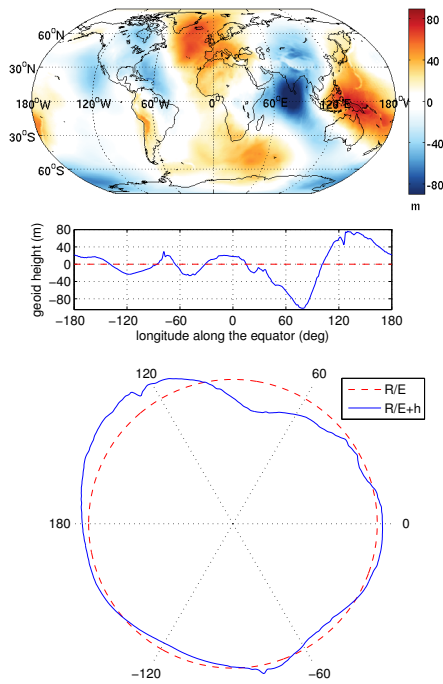 60°N
30°N
180°W 120°W 60°W 0° 60°E 120°E 180°W
30°S
60°S
80
40
0
−40
−80
m
geoid height (m)
80
40
0
−40
−80
−180 −120 −60 0 60 120 180
longitude along the equator (deg)
120 60
R/E
R/E+h
180 0
−120 −60